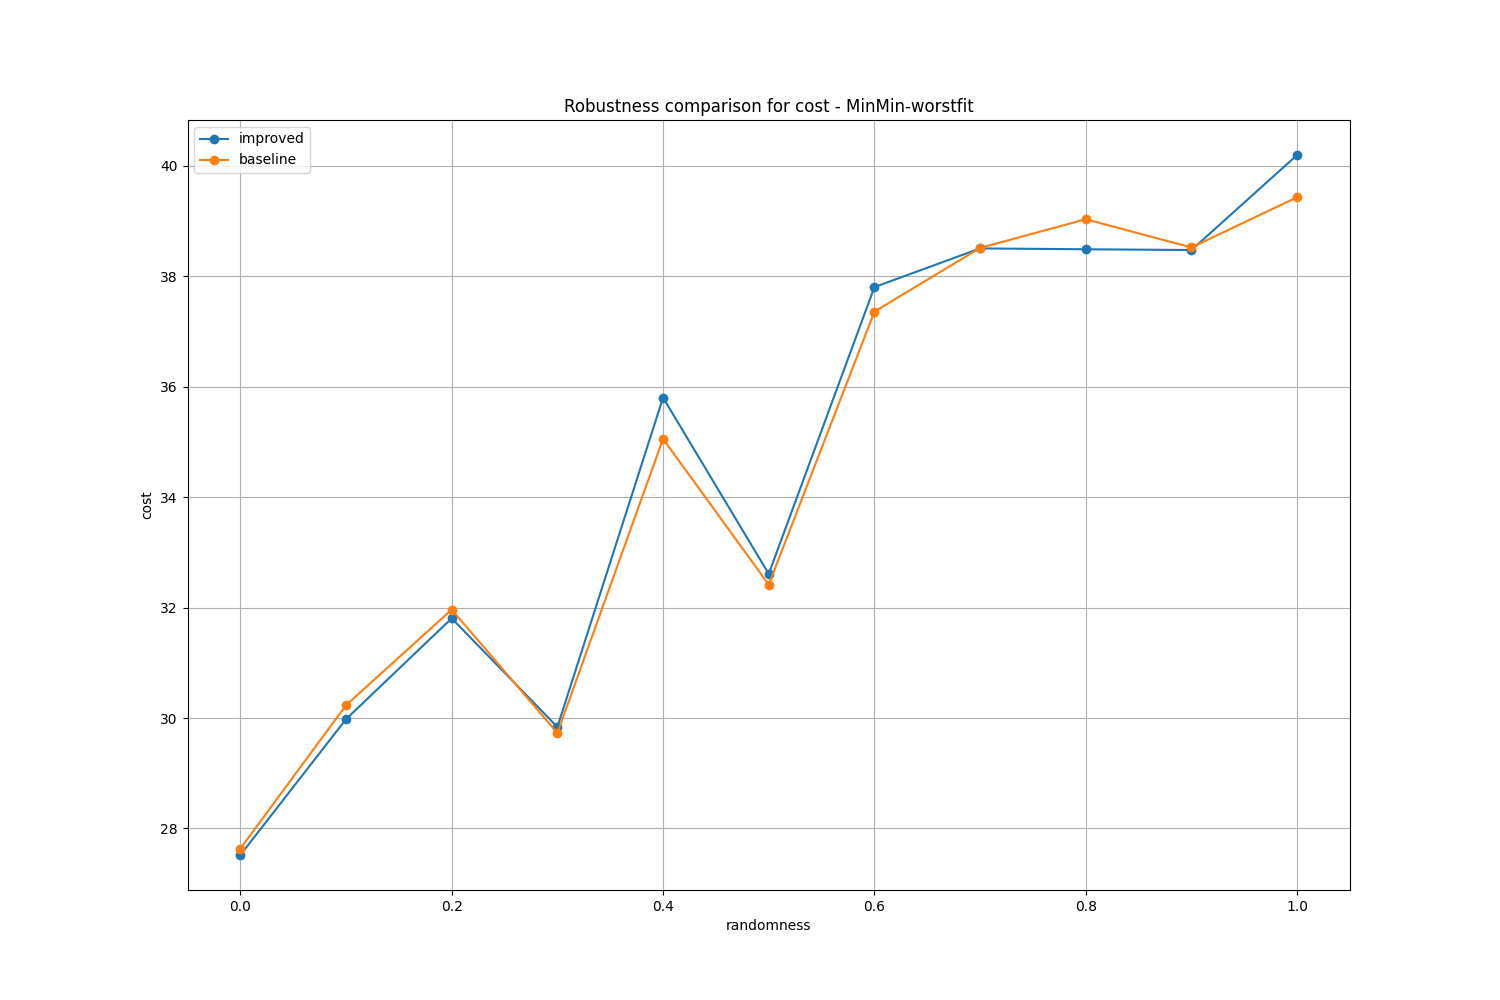 Robustness comparison for cost - MinMin-worstfit
improved
baseline
40
38
36
34
32
30
28
cost
0.0 0.2 0.4 0.6 0.8 1.0
randomness